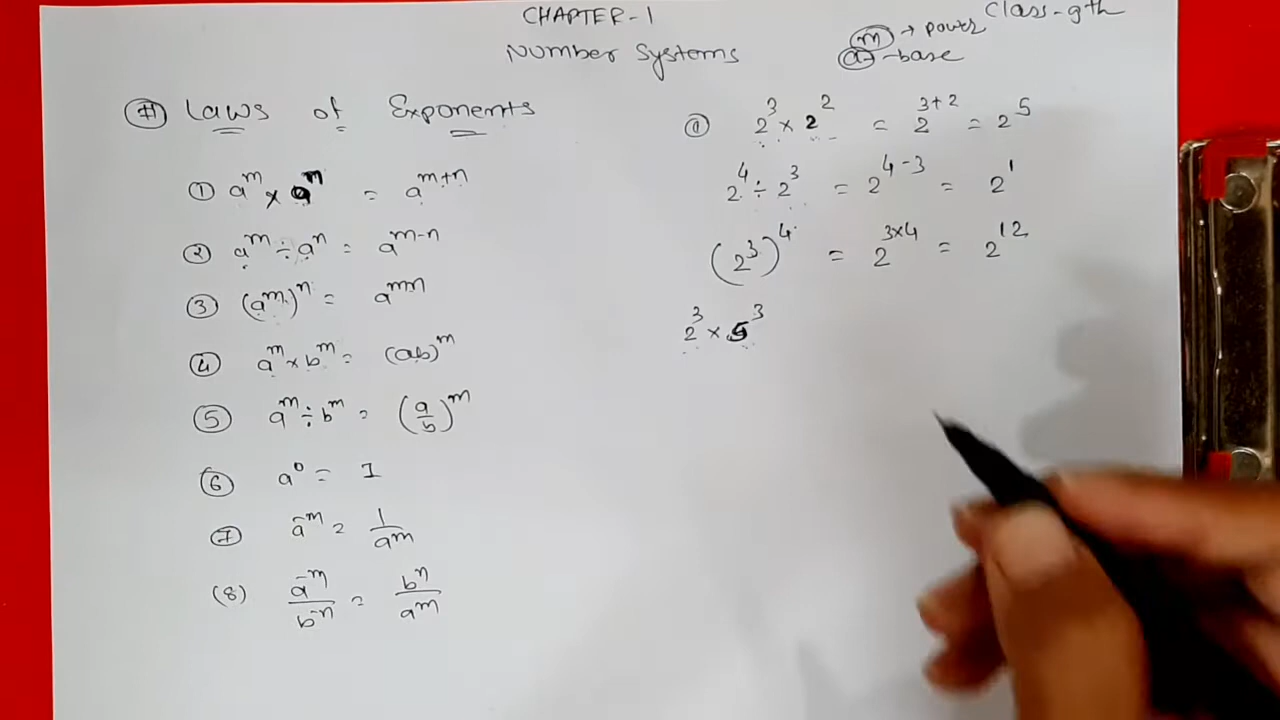 CHAPTER-1
Class-9th
Number Systems
m → power
a → base
# Laws of Exponents
① a^m × a^n = a^{m+n}
② a^m ÷ a^n = a^{m-n}
③ (a^m)^n = a^{mn}
④ a^m × b^m = (ab)^m
⑤ a^m ÷ b^m = (a/b)^m
⑥ a^0 = 1
⑦ a^{-m} = 1/a^m
(8) a^{-m}/b^{-n} = b^n/a^m
① 2^3 × 2^2 = 2^{3+2} = 2^5
2^4 ÷ 2^3 = 2^{4-3} = 2^1
(2^3)^4 = 2^{3×4} = 2^{12}
2^3 × 5^3